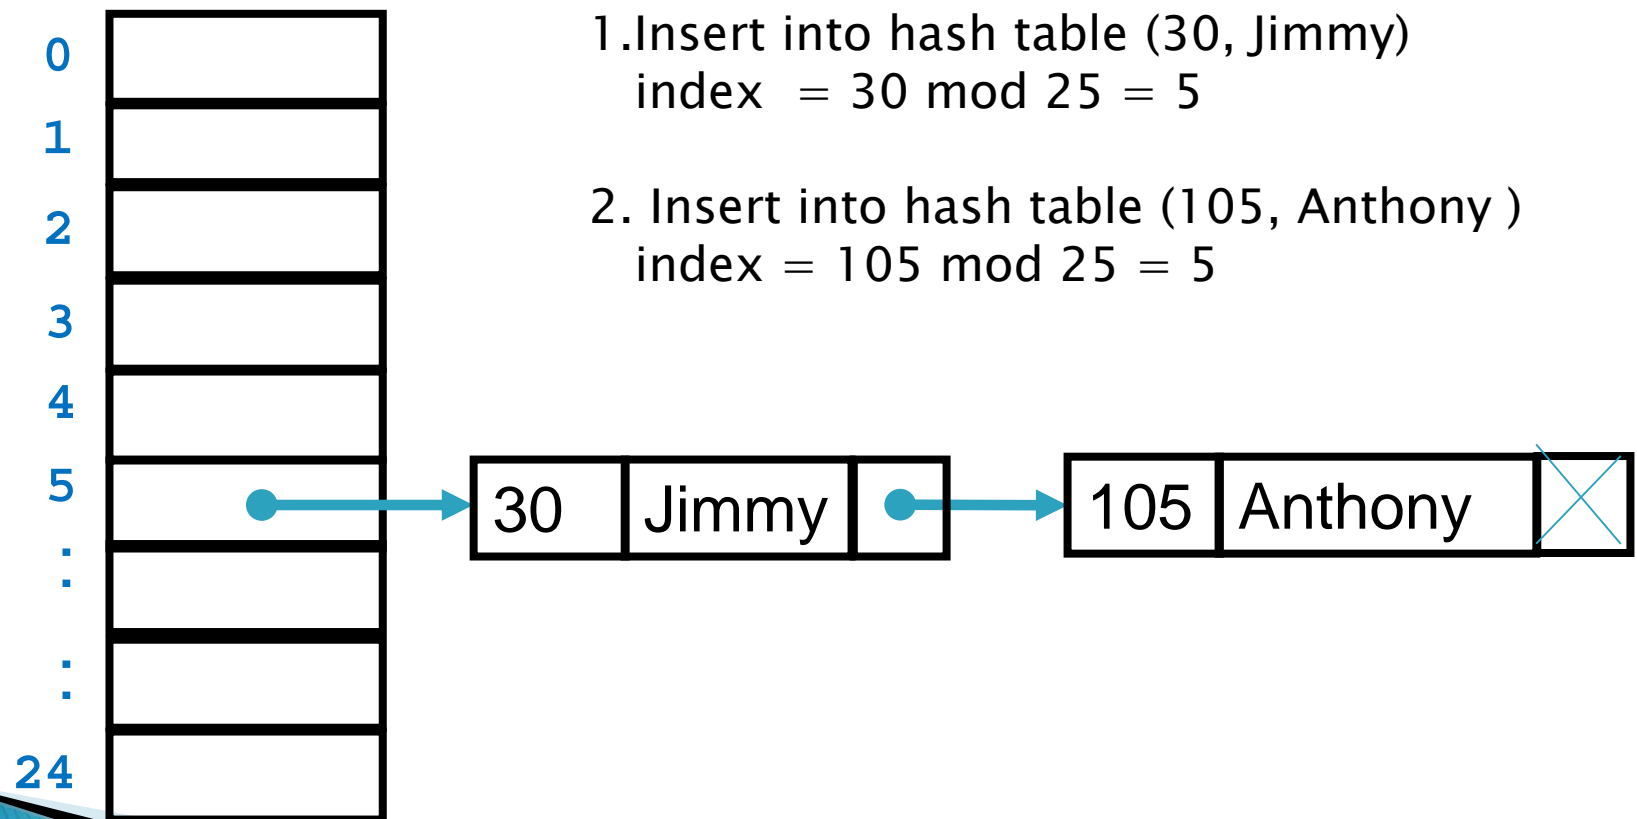 1.Insert into hash table (30, Jimmy)
index = 30 mod 25 = 5
2. Insert into hash table (105, Anthony )
index = 105 mod 25 = 5
0
1
2
3
4
5
:
:
24
30 Jimmy
105 Anthony